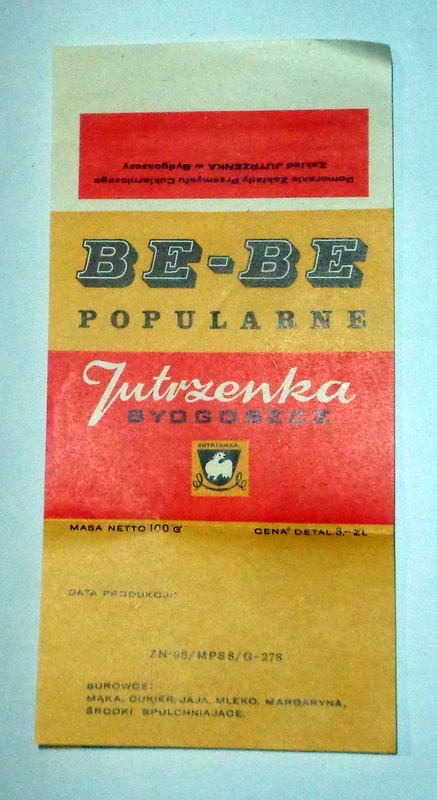 Pomorskie Zakłady Przemysłu Cukierniczego
Zakład JUTRZENKA w Bydgoszczy
BE-BE
POPULARNE
Jutrzenka
BYDGOSZCZ
JUTRZENKA
MASA NETTO 100 g CENA DETAL. 3,- ZŁ
DATA PRODUKCJI:
ZN-68/MPSS/G-278
SUROWCE:
MĄKA, CUKIER, JAJA, MLEKO, MARGARYNA,
ŚRODKI SPULCHNIAJĄCE.